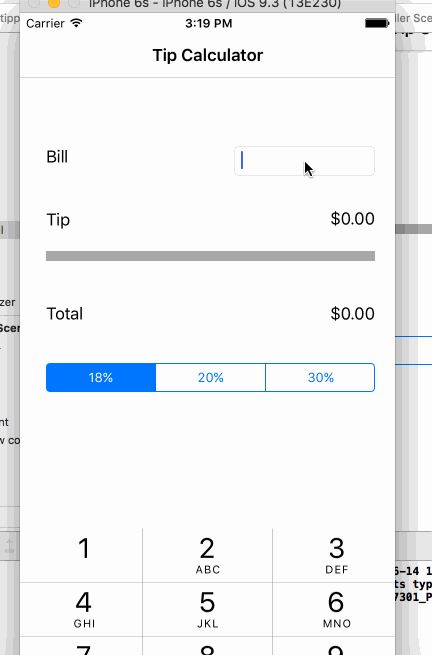 iPhone 6s - iPhone 6s / iOS 9.3 (13E230)
Carrier 3:19 PM
Tip Calculator
Bill
Tip $0.00
Total $0.00
18% 20% 30%
1 2 ABC 3 DEF
4 GHI 5 JKL 6 MNO
7 8 9